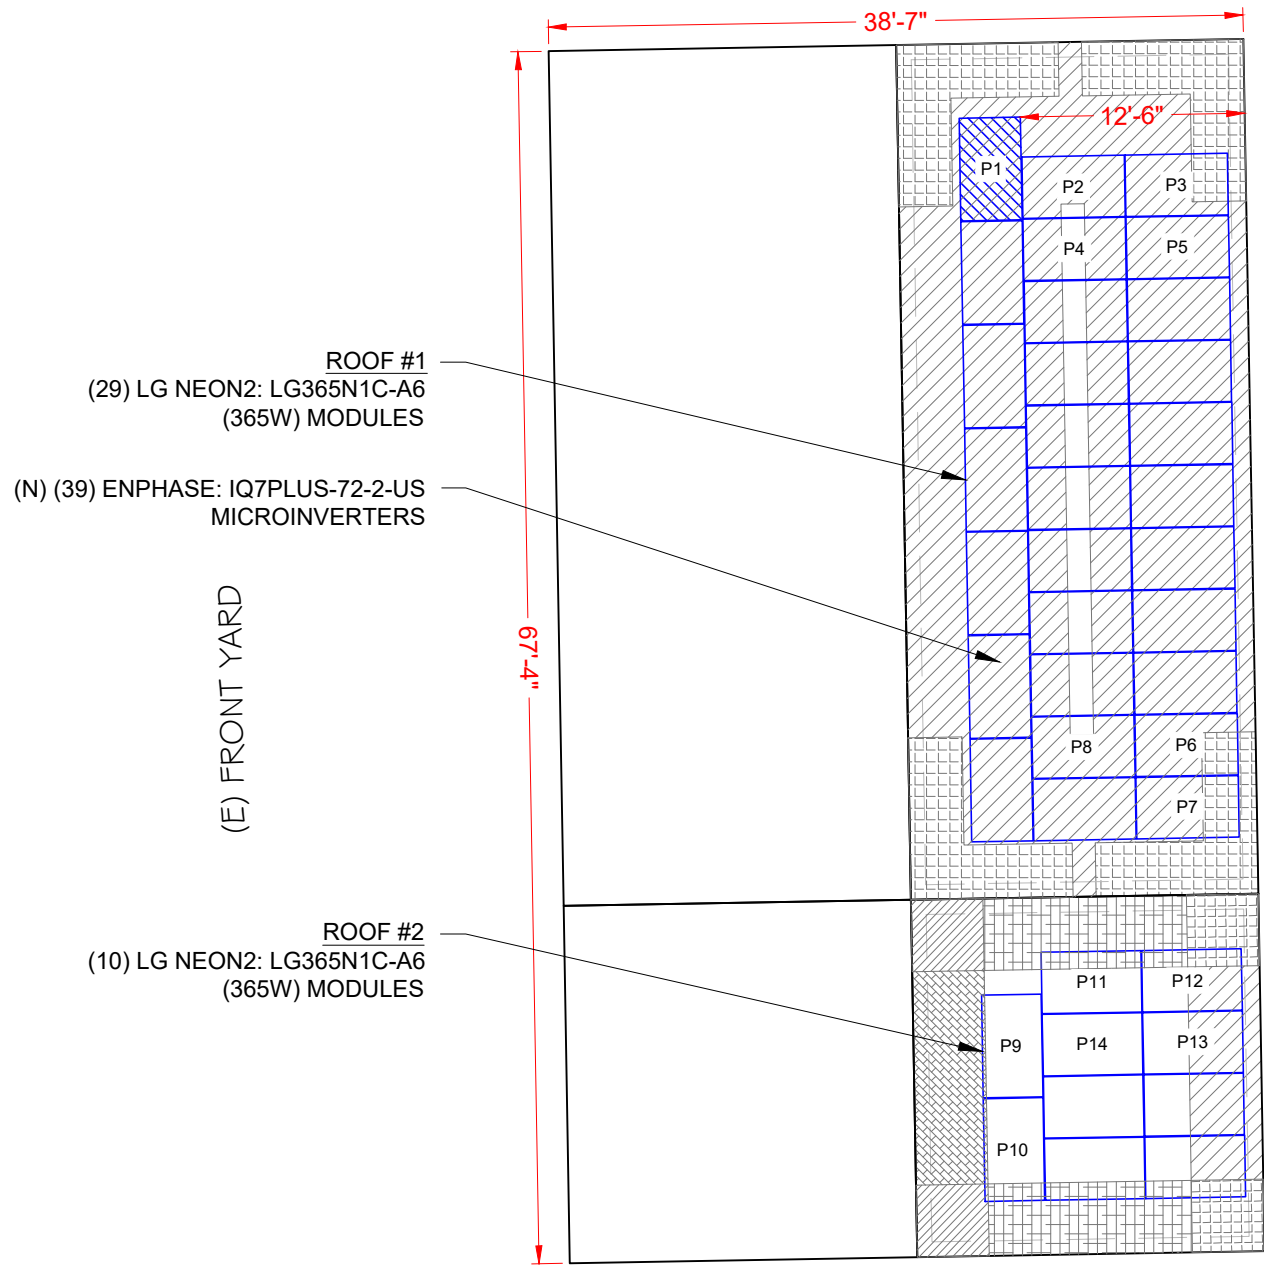 38'-7"
12'-6"
P1
P2
P3
P4
P5
ROOF #1
(29) LG NEON2: LG365N1C-A6
(365W) MODULES
(N) (39) ENPHASE: IQ7PLUS-72-2-US
MICROINVERTERS
(E) FRONT YARD
67'-4"
P8
P6
P7
ROOF #2
(10) LG NEON2: LG365N1C-A6
(365W) MODULES
P11
P12
P9
P14
P13
P10